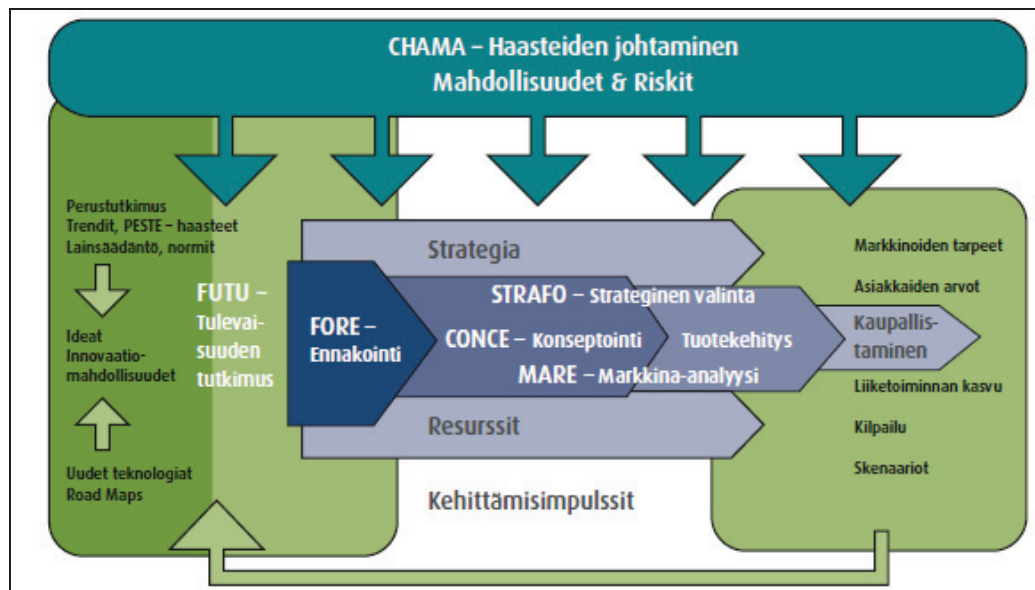 CHAMA – Haasteiden johtaminen
Mahdollisuudet & Riskit
Perustutkimus
Trendit, PESTE – haasteet
Lainsäädäntö, normit
Ideat
Innovaatio-
mahdollisuudet
Uudet teknologiat
Road Maps
FUTU –
Tulevai-
suuden
tutkimus
FORE –
Ennakointi
Strategia
STRAFO – Strateginen valinta
CONCE – Konseptointi
Tuotekehitys
MARE – Markkina-analyysi
Resurssit
Kehittämisimpulssit
Markkinoiden tarpeet
Asiakkaiden arvot
Kaupallis-
taminen
Liiketoiminnan kasvu
Kilpailu
Skenaariot